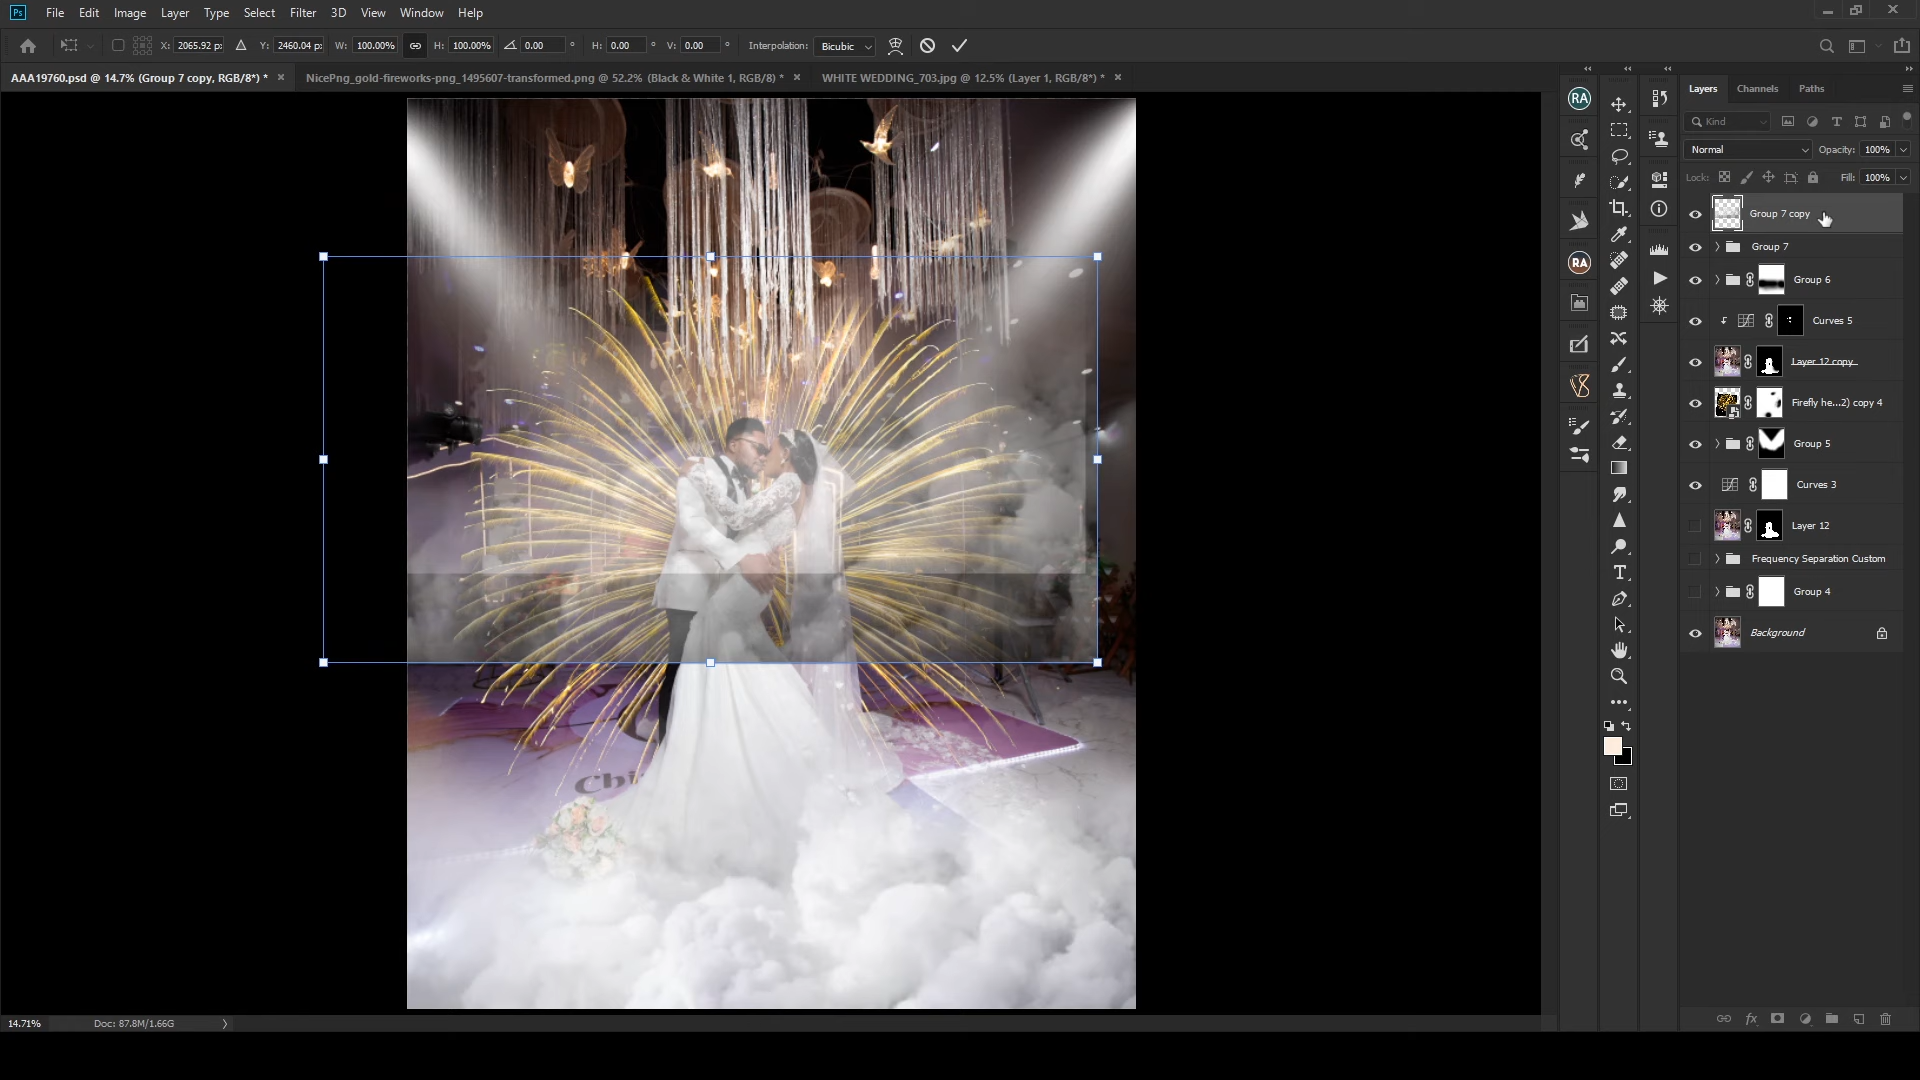 Ps File Edit Image Layer Type Select Filter 3D View Window Help
X: 2065.92 p: Y: 2460.04 p: W: 100.00% H: 100.00% 0.00 ° H: 0.00 ° V: 0.00 ° Interpolation: Bicubic
AAA19760.psd @ 14.7% (Group 7 copy, RGB/8*) * × NicePng_gold-fireworks-png_1495607-transformed.png @ 52.2% (Black & White 1, RGB/8) * × WHITE WEDDING_703.jpg @ 12.5% (Layer 1, RGB/8*) * ×
RA
RA
Layers Channels Paths
Kind
Normal Opacity: 100%
Lock: Fill: 100%
Group 7 copy
Group 7
Group 6
Curves 5
Layer 12 copy
Firefly he...2) copy 4
Group 5
Curves 3
Layer 12
Frequency Separation Custom
Group 4
Background
Chi
14.71% Doc: 87.8M/1.66G
fx